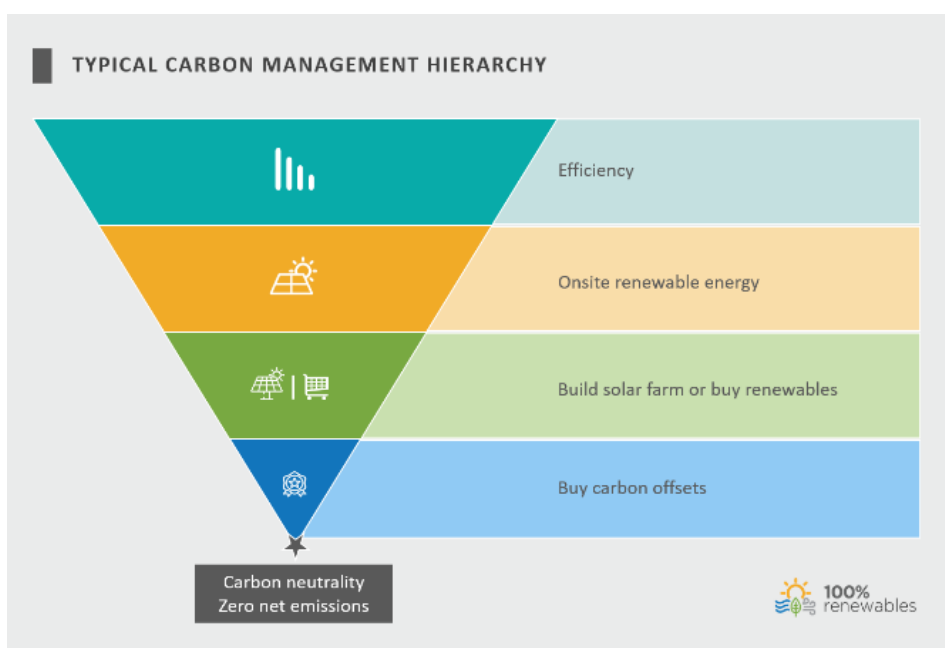 TYPICAL CARBON MANAGEMENT HIERARCHY
Efficiency
Onsite renewable energy
Build solar farm or buy renewables
Buy carbon offsets
Carbon neutrality
Zero net emissions
100%
renewables